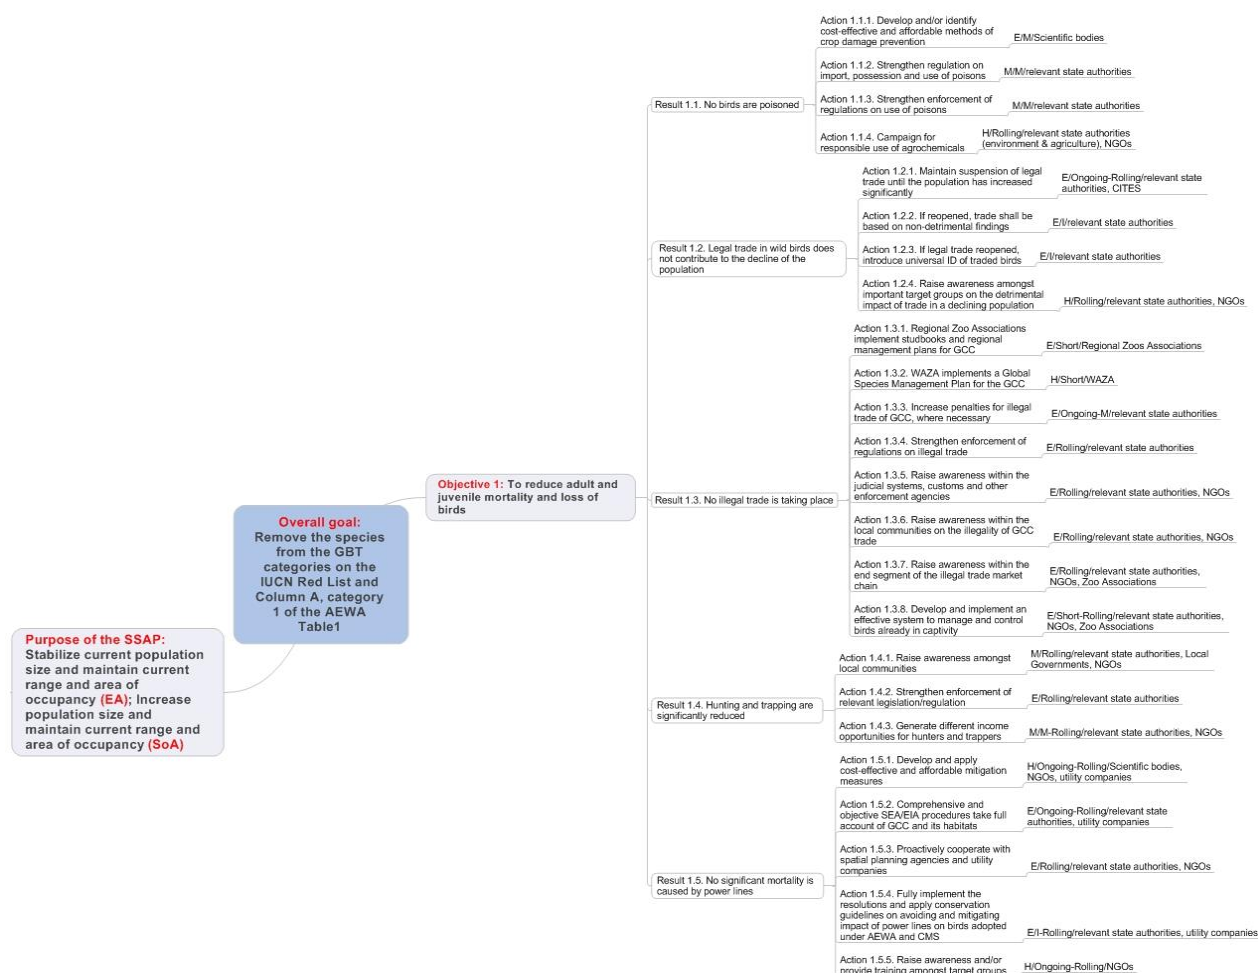 Purpose of the SSAP:
Stabilize current population
size and maintain current
range and area of
occupancy (EA); Increase
population size and
maintain current range and
area of occupancy (SoA)
Overall goal:
Remove the species
from the GBT
categories on the
IUCN Red List and
Column A, category
1 of the AEWA
Table1
Objective 1: To reduce adult and
juvenile mortality and loss of
birds
Result 1.1. No birds are poisoned
Action 1.1.1. Develop and/or identify
cost-effective and affordable methods of
crop damage prevention
E/M/Scientific bodies
Action 1.1.2. Strengthen regulation on
import, possession and use of poisons
M/M/relevant state authorities
Action 1.1.3. Strengthen enforcement of
regulations on use of poisons
M/M/relevant state authorities
Action 1.1.4. Campaign for
responsible use of agrochemicals
H/Rolling/relevant state authorities
(environment & agriculture), NGOs
Result 1.2. Legal trade in wild birds does
not contribute to the decline of the
population
Action 1.2.1. Maintain suspension of legal
trade until the population has increased
significantly
E/Ongoing-Rolling/relevant state
authorities, CITES
Action 1.2.2. If reopened, trade shall be
based on non-detrimental findings
E/I/relevant state authorities
Action 1.2.3. If legal trade reopened,
introduce universal ID of traded birds
E/I/relevant state authorities
Action 1.2.4. Raise awareness amongst
important target groups on the detrimental
impact of trade in a declining population
H/Rolling/relevant state authorities, NGOs
Result 1.3. No illegal trade is taking place
Action 1.3.1. Regional Zoo Associations
implement studbooks and regional
management plans for GCC
E/Short/Regional Zoos Associations
Action 1.3.2. WAZA implements a Global
Species Management Plan for the GCC
H/Short/WAZA
Action 1.3.3. Increase penalties for illegal
trade of GCC, where necessary
E/Ongoing-M/relevant state authorities
Action 1.3.4. Strengthen enforcement of
regulations on illegal trade
E/Rolling/relevant state authorities
Action 1.3.5. Raise awareness within the
judicial systems, customs and other
enforcement agencies
E/Rolling/relevant state authorities, NGOs
Action 1.3.6. Raise awareness within the
local communities on the illegality of GCC
trade
E/Rolling/relevant state authorities, NGOs
Action 1.3.7. Raise awareness within the
end segment of the illegal trade market
chain
E/Rolling/relevant state authorities,
NGOs, Zoo Associations
Action 1.3.8. Develop and implement an
effective system to manage and control
birds already in captivity
E/Short-Rolling/relevant state authorities,
NGOs, Zoo Associations
Result 1.4. Hunting and trapping are
significantly reduced
Action 1.4.1. Raise awareness amongst
local communities
M/Rolling/relevant state authorities, Local
Governments, NGOs
Action 1.4.2. Strengthen enforcement of
relevant legislation/regulation
E/Rolling/relevant state authorities
Action 1.4.3. Generate different income
opportunities for hunters and trappers
M/M-Rolling/relevant state authorities, NGOs
Result 1.5. No significant mortality is
caused by power lines
Action 1.5.1. Develop and apply
cost-effective and affordable mitigation
measures
H/Ongoing-Rolling/Scientific bodies,
NGOs, utility companies
Action 1.5.2. Comprehensive and
objective SEA/EIA procedures take full
account of GCC and its habitats
E/Ongoing-Rolling/relevant state
authorities, utility companies
Action 1.5.3. Proactively cooperate with
spatial planning agencies and utility
companies
E/Rolling/relevant state authorities, NGOs
Action 1.5.4. Fully implement the
resolutions and apply conservation
guidelines on avoiding and mitigating
impact of power lines on birds adopted
under AEWA and CMS
E/I-Rolling/relevant state authorities, utility companies
Action 1.5.5. Raise awareness and/or
provide training amongst target groups
H/Ongoing-Rolling/NGOs